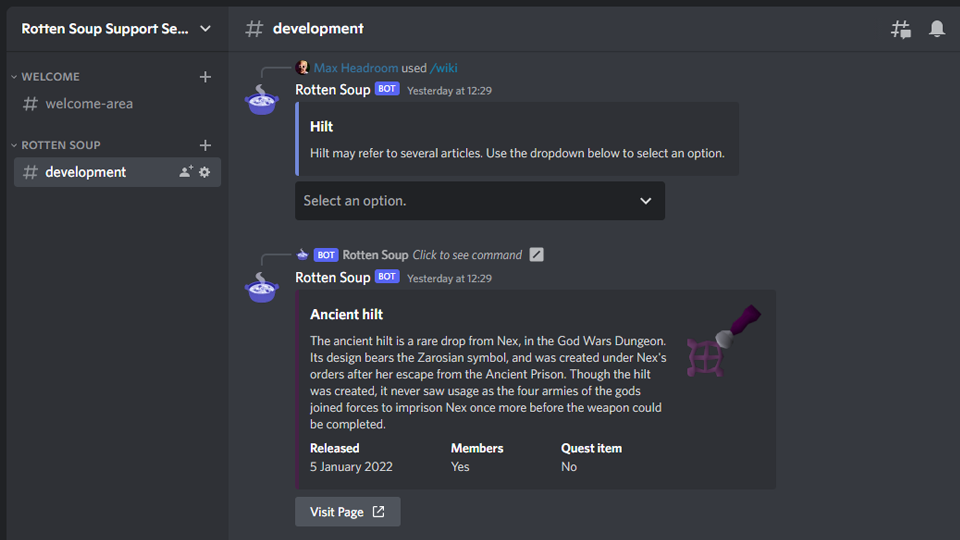 Rotten Soup Support Se...
WELCOME
# welcome-area
ROTTEN SOUP
# development
# development
Max Headroom used /wiki
Rotten Soup BOT Yesterday at 12:29
Hilt
Hilt may refer to several articles. Use the dropdown below to select an option.
Select an option.
BOT Rotten Soup Click to see command
Rotten Soup BOT Yesterday at 12:29
Ancient hilt
The ancient hilt is a rare drop from Nex, in the God Wars Dungeon.
Its design bears the Zarosian symbol, and was created under Nex's
orders after her escape from the Ancient Prison. Though the hilt
was created, it never saw usage as the four armies of the gods
joined forces to imprison Nex once more before the weapon could
be completed.
Released Members Quest item
5 January 2022 Yes No
Visit Page